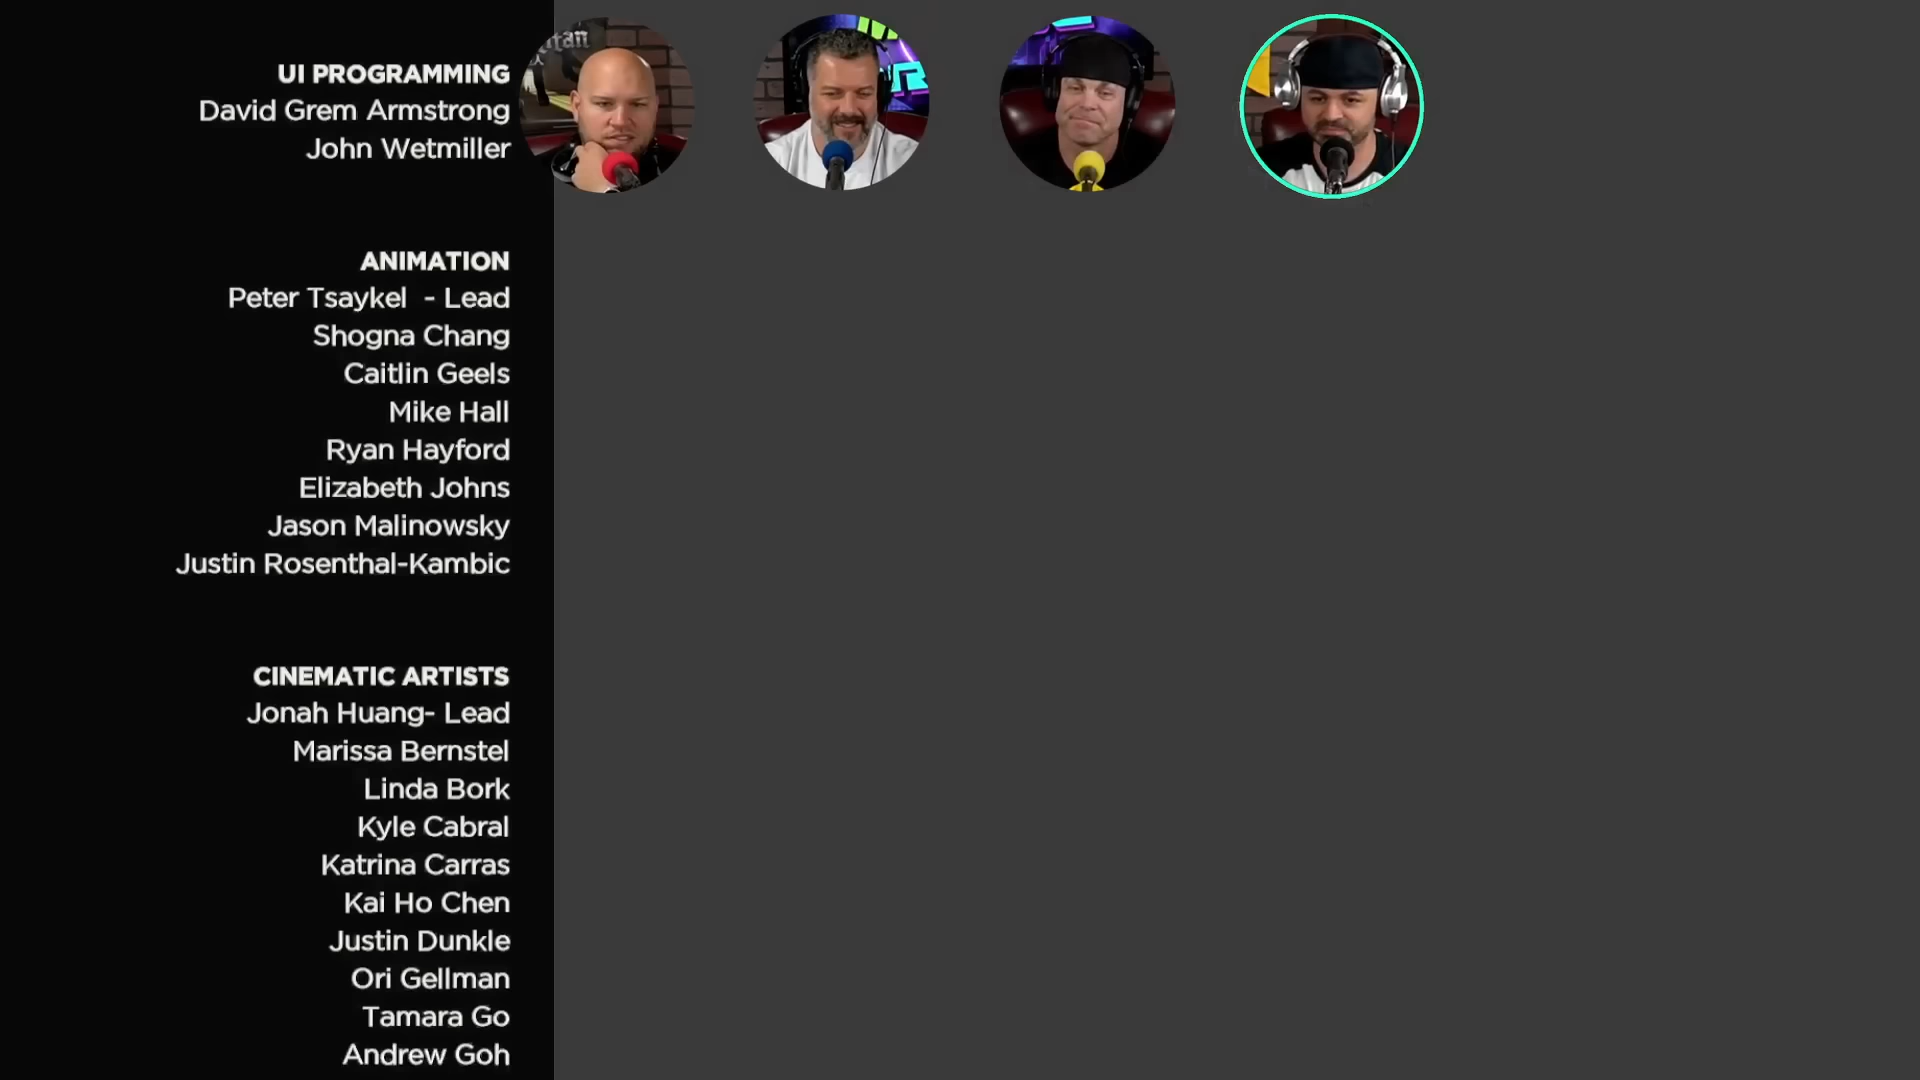 UI PROGRAMMING
David Grem Armstrong
John Wetmiller
ANIMATION
Peter Tsaykel - Lead
Shogna Chang
Caitlin Geels
Mike Hall
Ryan Hayford
Elizabeth Johns
Jason Malinowsky
Justin Rosenthal-Kambic
CINEMATIC ARTISTS
Jonah Huang- Lead
Marissa Bernstel
Linda Bork
Kyle Cabral
Katrina Carras
Kai Ho Chen
Justin Dunkle
Ori Gellman
Tamara Go
Andrew Goh